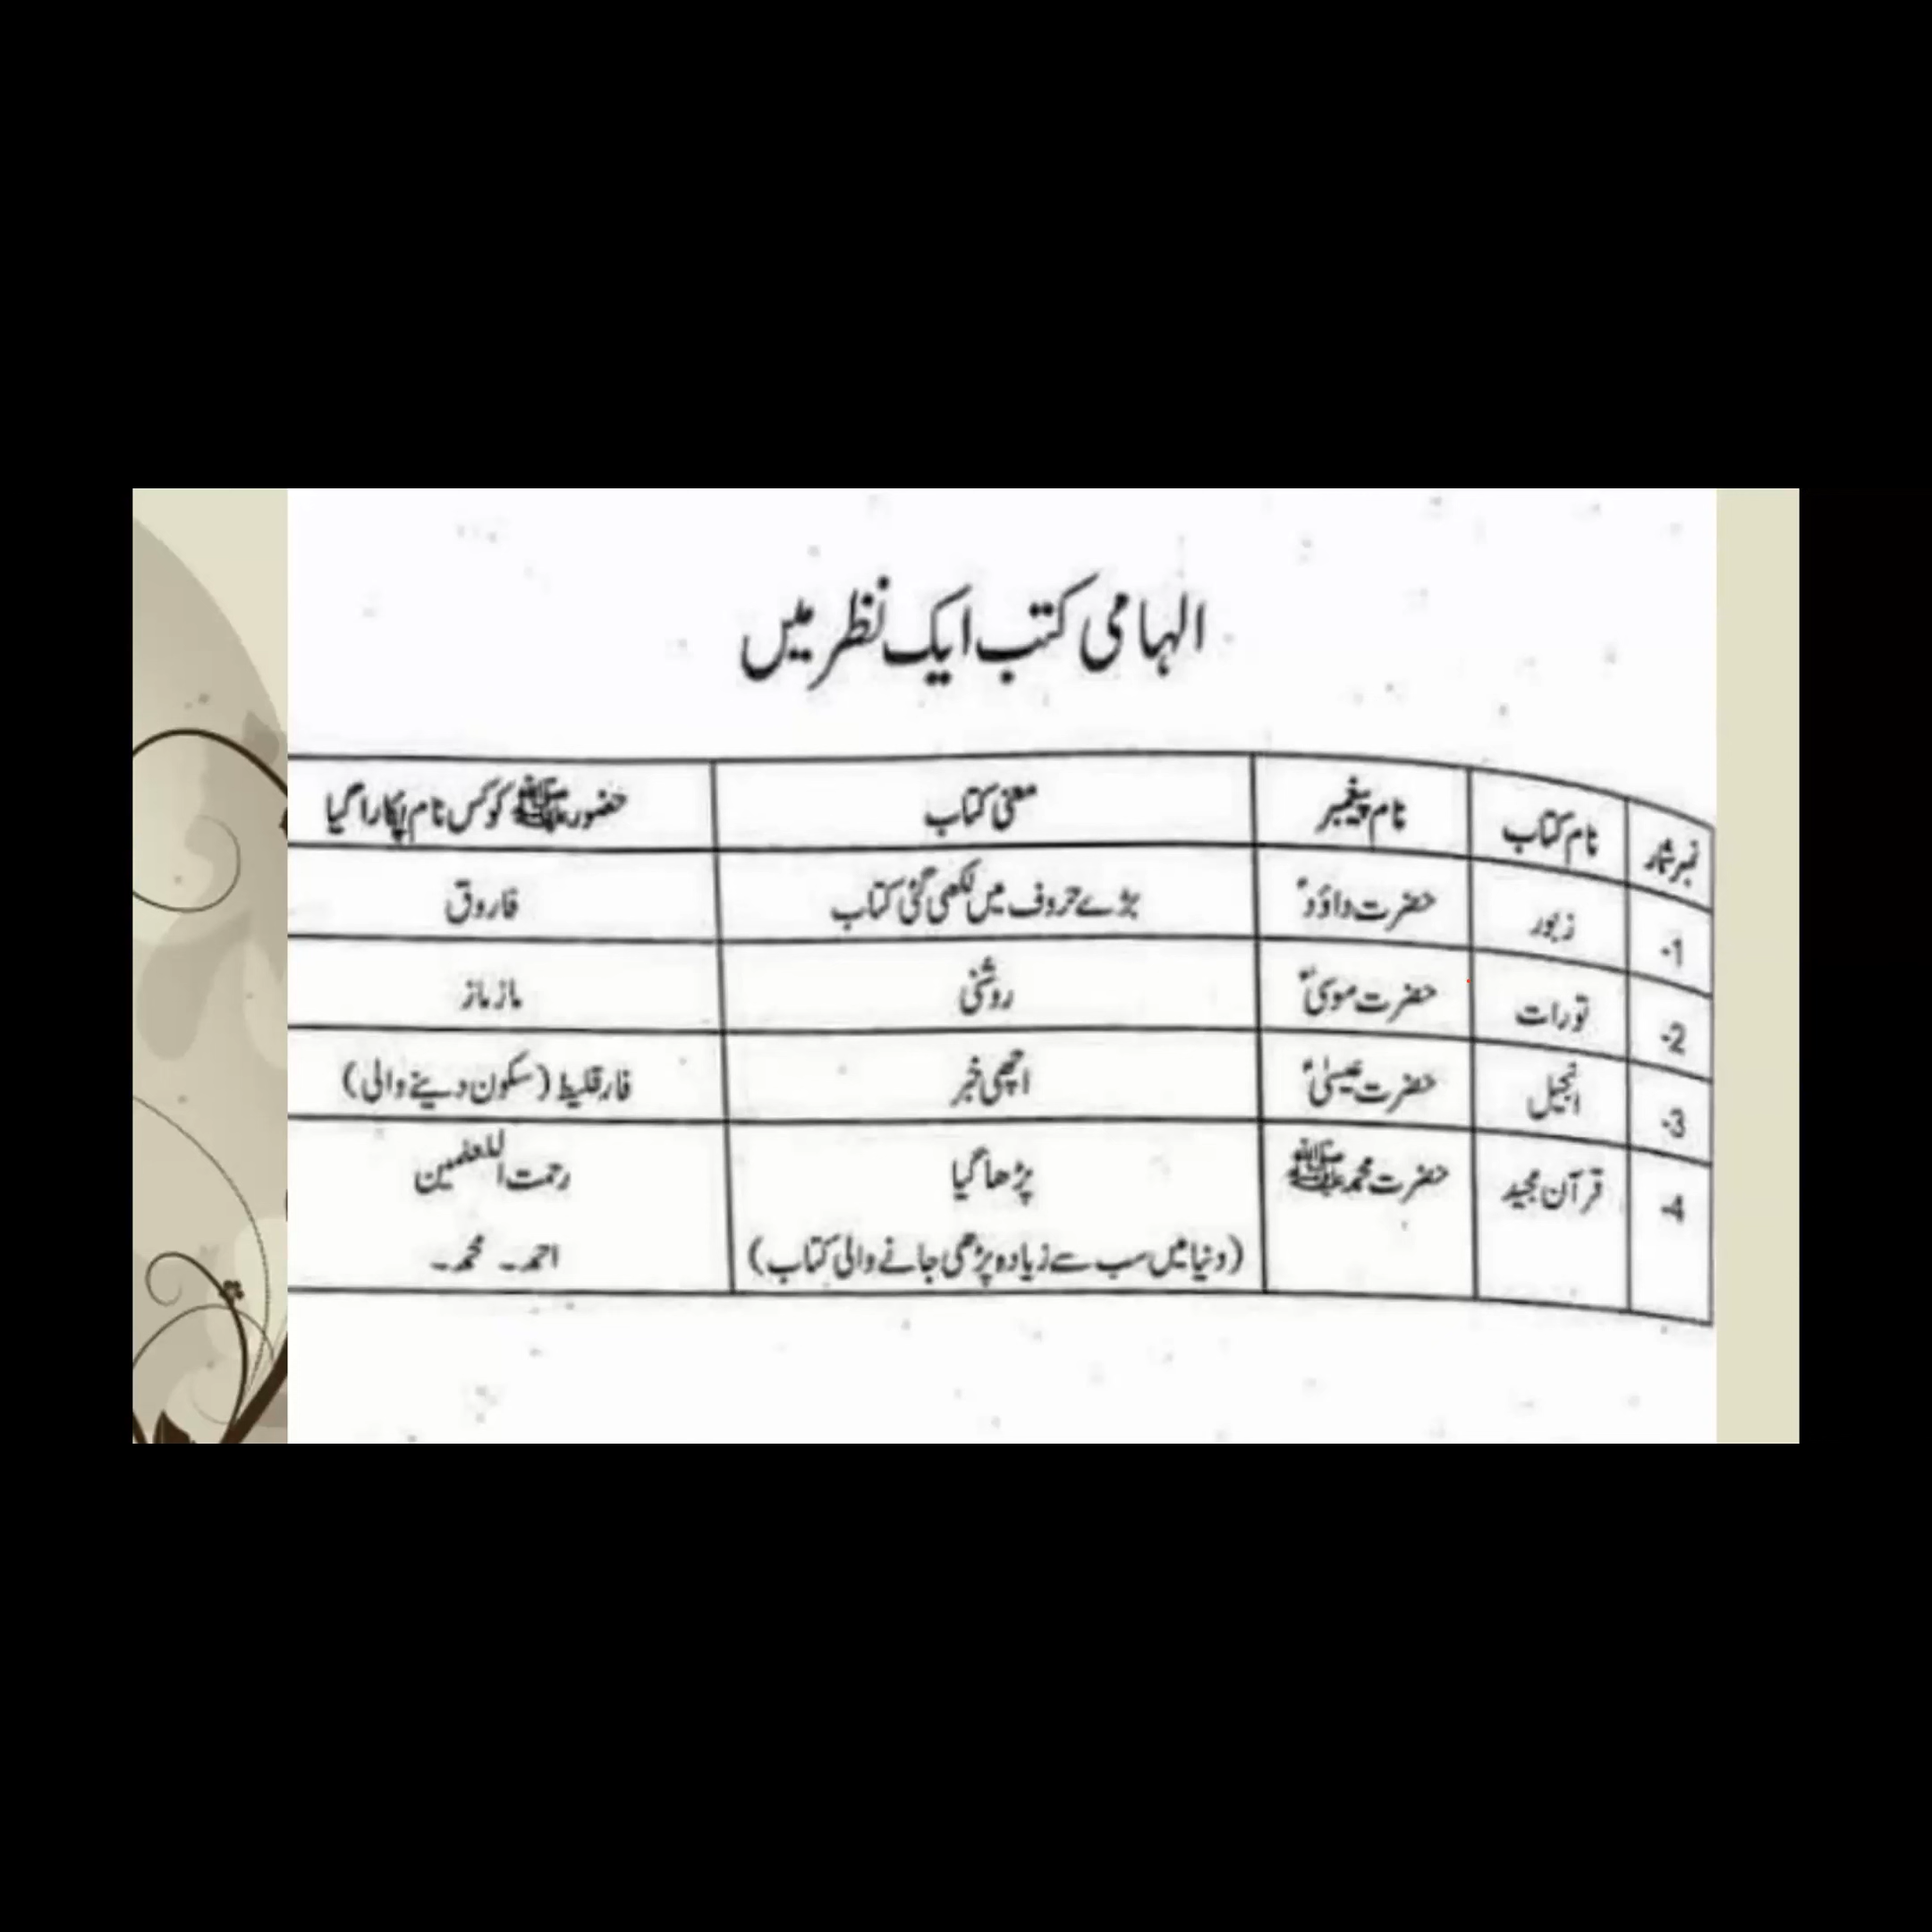 الہامی کتب ایک نظر میں
نمبر شمار نام کتاب نام پیغمبر معنی کتاب حضور ﷺ کو کس نام پکارا گیا
1- زبور حضرت داؤدؑ بڑے حروف میں لکھی گئی کتاب فاروق
2- تورات حضرت موسیٰؑ روشنی ماز ماز
3- انجیل حضرت عیسیٰؑ اچھی خبر فارقلیط (سکون دینے والی)
4- قرآن مجید حضرت محمد ﷺ پڑھا گیا رحمت اللعلمین
(دنیا میں سب سے زیادہ پڑھی جانے والی کتاب) احمد۔ محمد۔